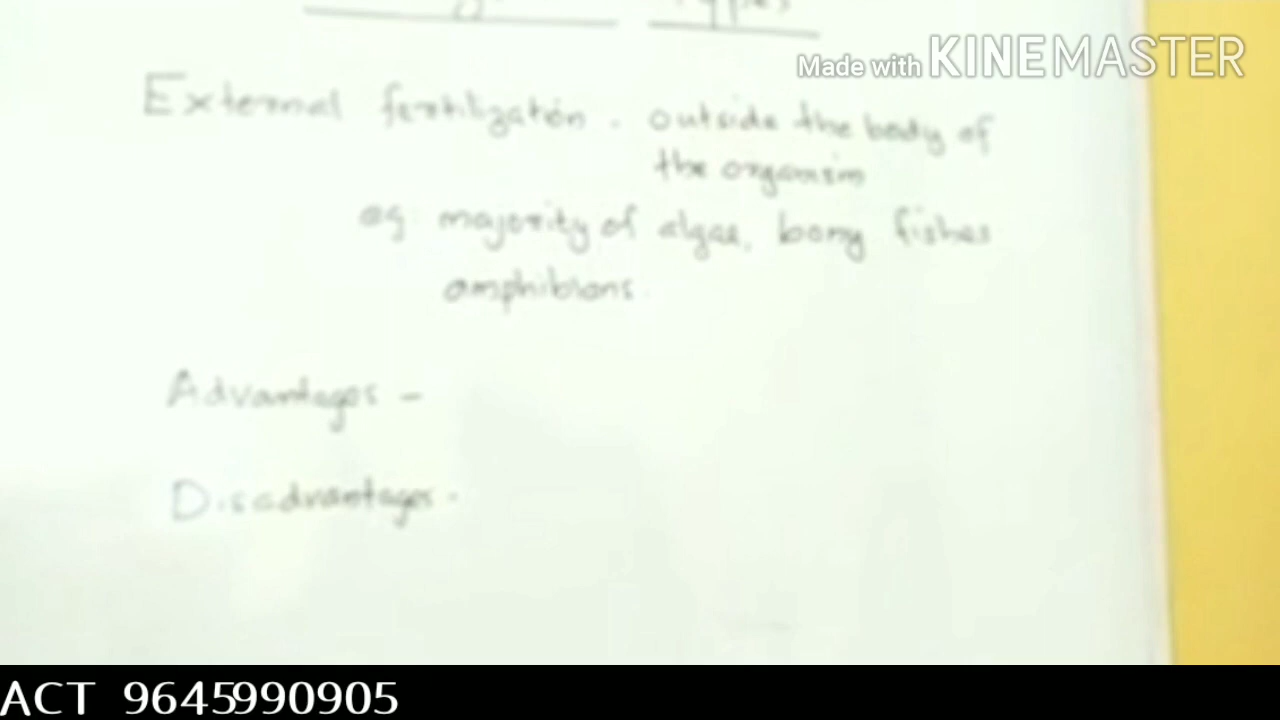 Types
Made with KINEMASTER
External fertilization. outside the body of
the organism
eg: majority of algae, bony fishes
amphibians.
Advantages -
Disadvantages -
ACT 9645990905